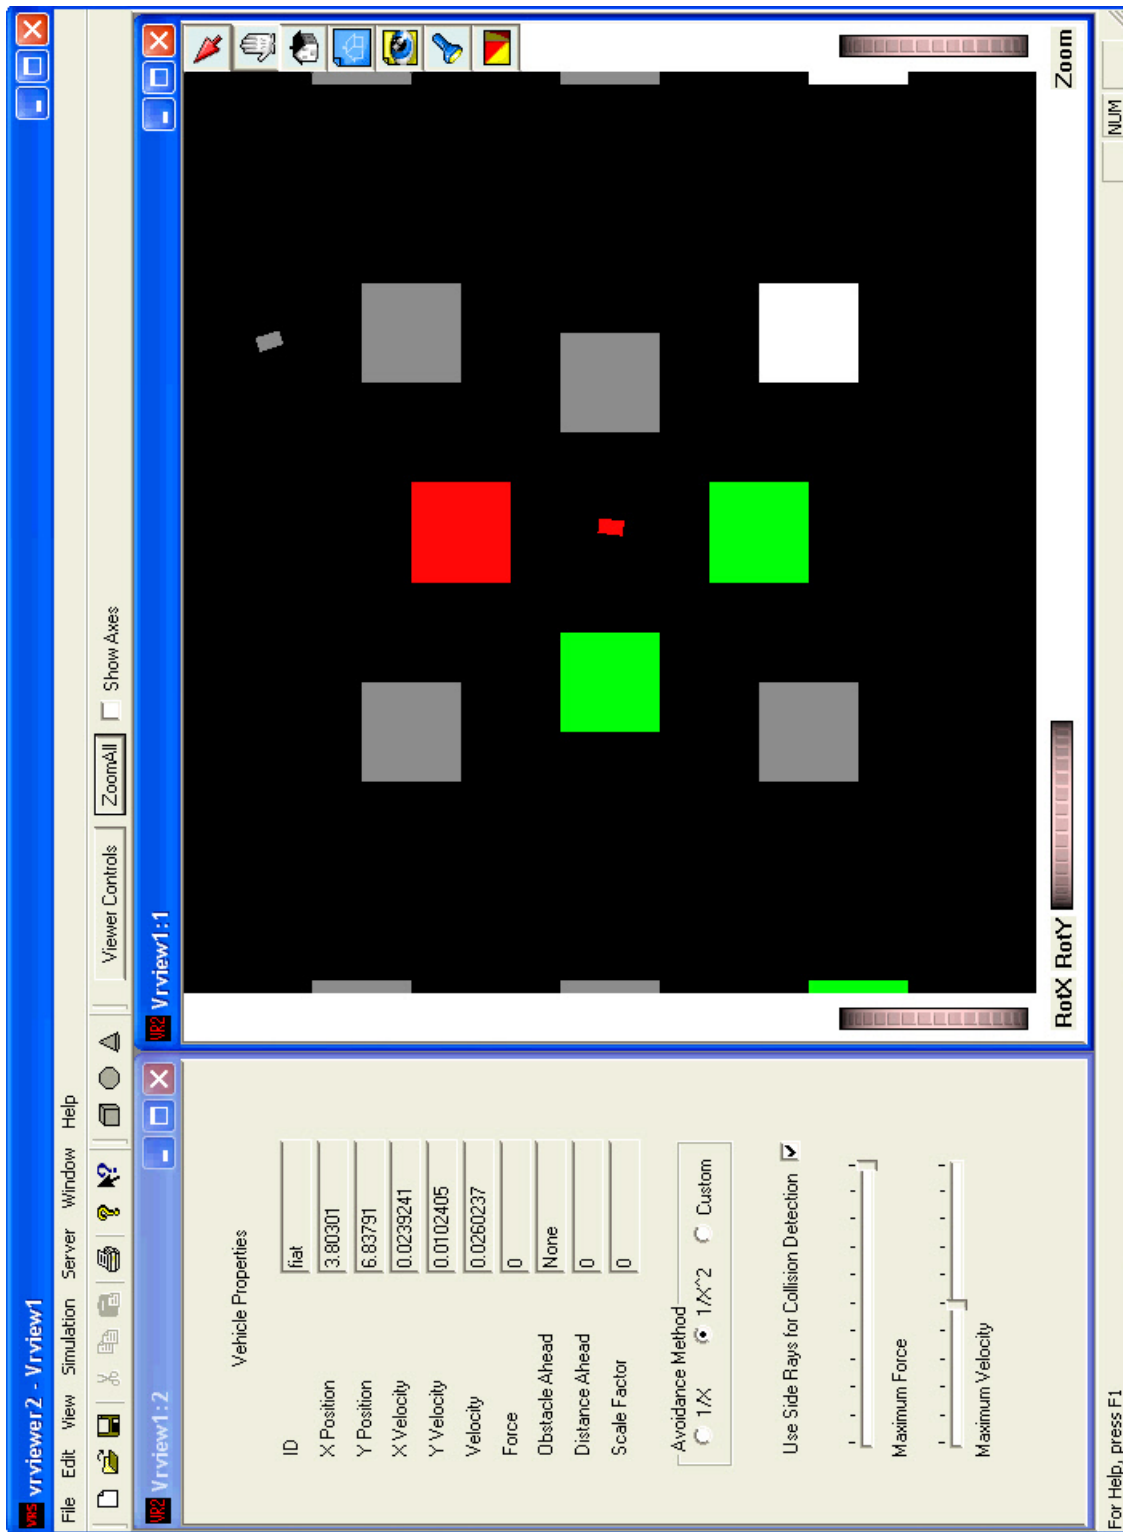 VRS vrviewer2 - Vrview1
File Edit View Simulation Server Window Help
Viewer Controls ZoomAll Show Axes
VR2 Vrview1:2
Vehicle Properties
ID fiat
X Position 3.80301
Y Position 6.83791
X Velocity 0.0239241
Y Velocity 0.0102405
Velocity 0.0260237
Force 0
Obstacle Ahead None
Distance Ahead 0
Scale Factor 0
Avoidance Method
1/X 1/X^2 Custom
Use Side Rays for Collision Detection
Maximum Force
Maximum Velocity
VR2 Vrview1:1
RotX RotY Zoom
For Help, press F1 NUM